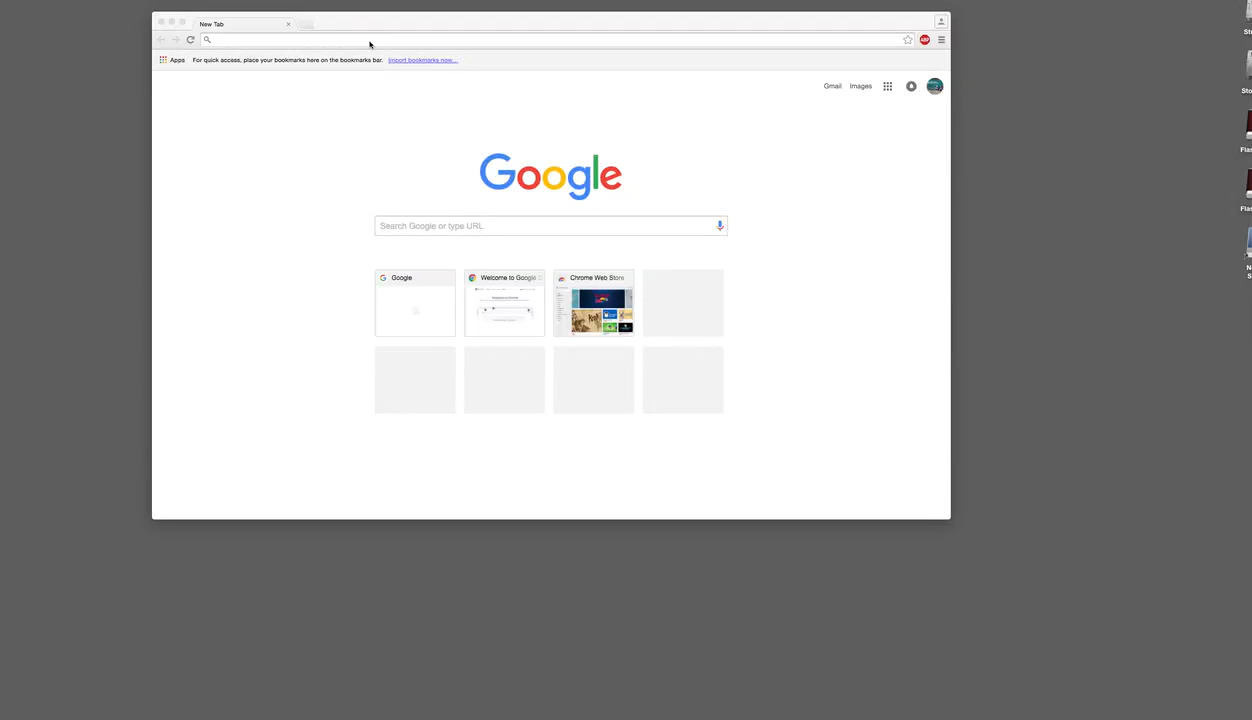 New Tab
ABP
Apps For quick access, place your bookmarks here on the bookmarks bar. Import bookmarks now...
Gmail Images
Google
Search Google or type URL
Google Welcome to Google Chrome Web Store